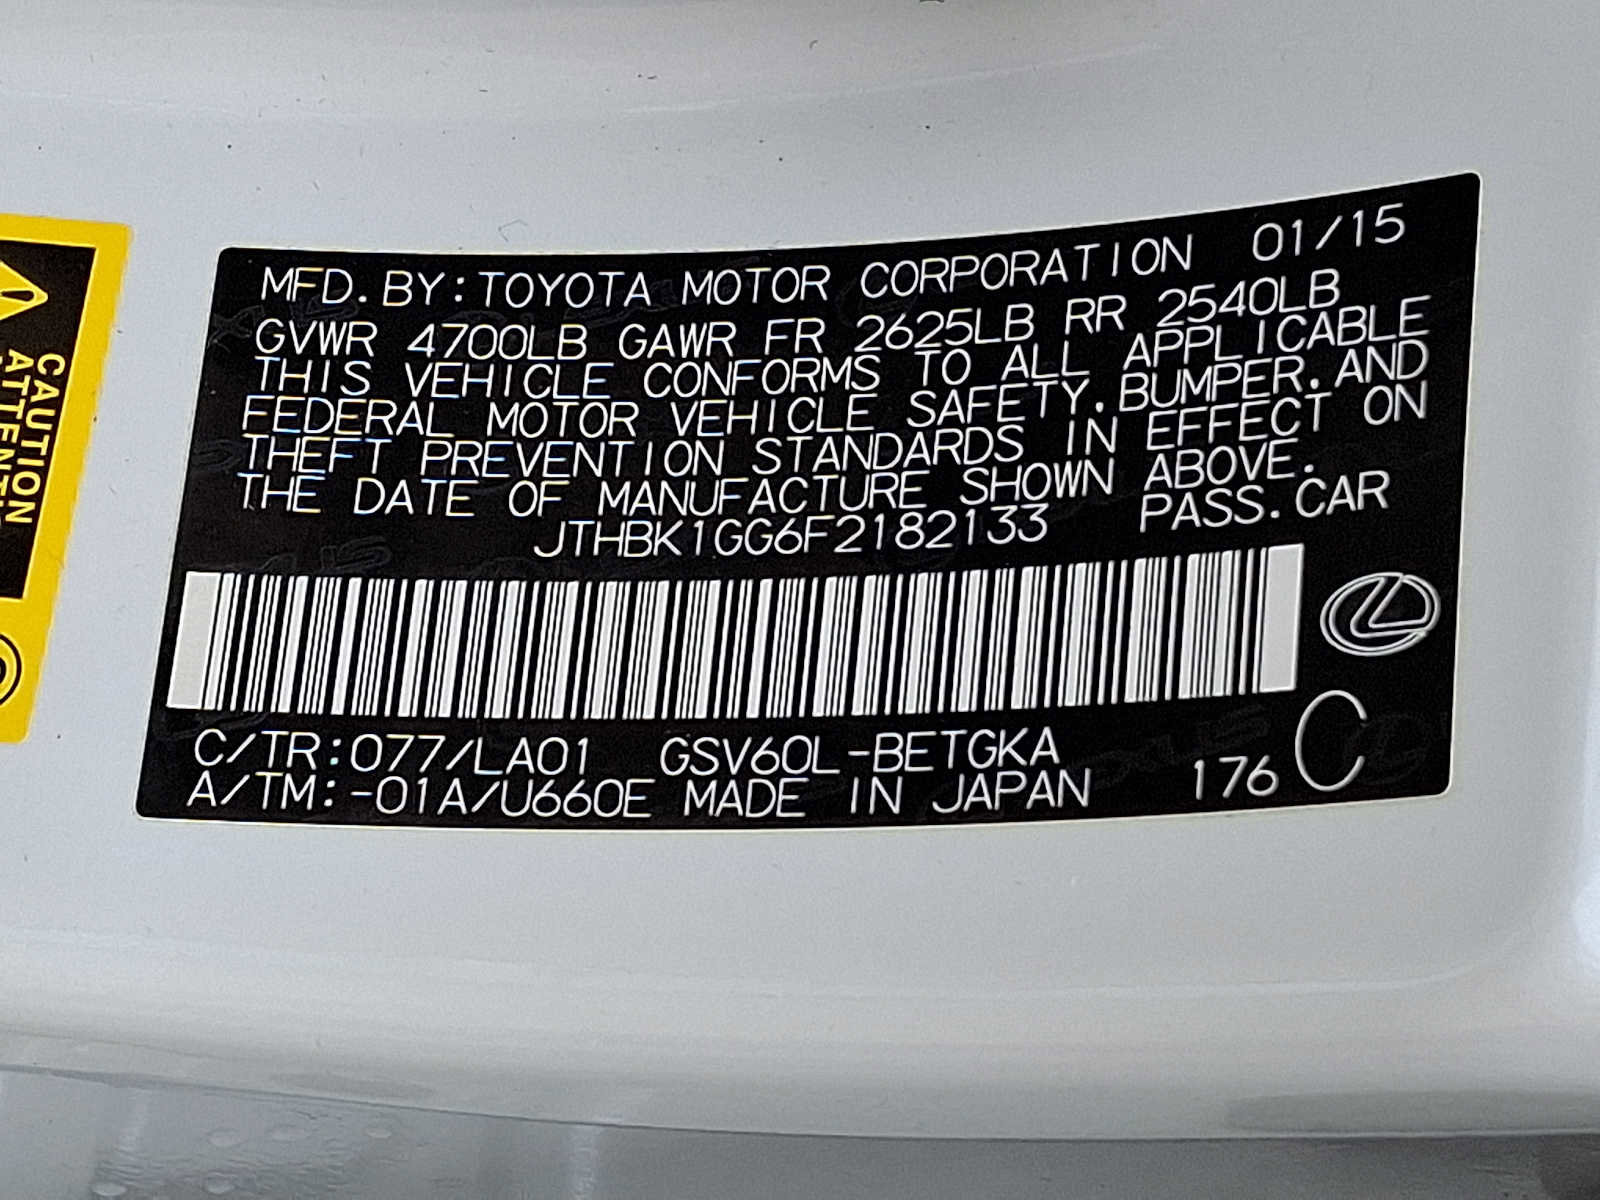 MFD. BY: TOYOTA MOTOR CORPORATION 01/15
GVWR 4700LB GAWR FR 2625LB RR 2540LB
THIS VEHICLE CONFORMS TO ALL APPLICABLE
FEDERAL MOTOR VEHICLE SAFETY, BUMPER, AND
THEFT PREVENTION STANDARDS IN EFFECT ON
THE DATE OF MANUFACTURE SHOWN ABOVE.
JTHBK1GG6F2182133 PASS. CAR
C/TR: 077/LA01 GSV60L-BETGKA
A/TM: -01A/U660E MADE IN JAPAN 176 C
CAUTION